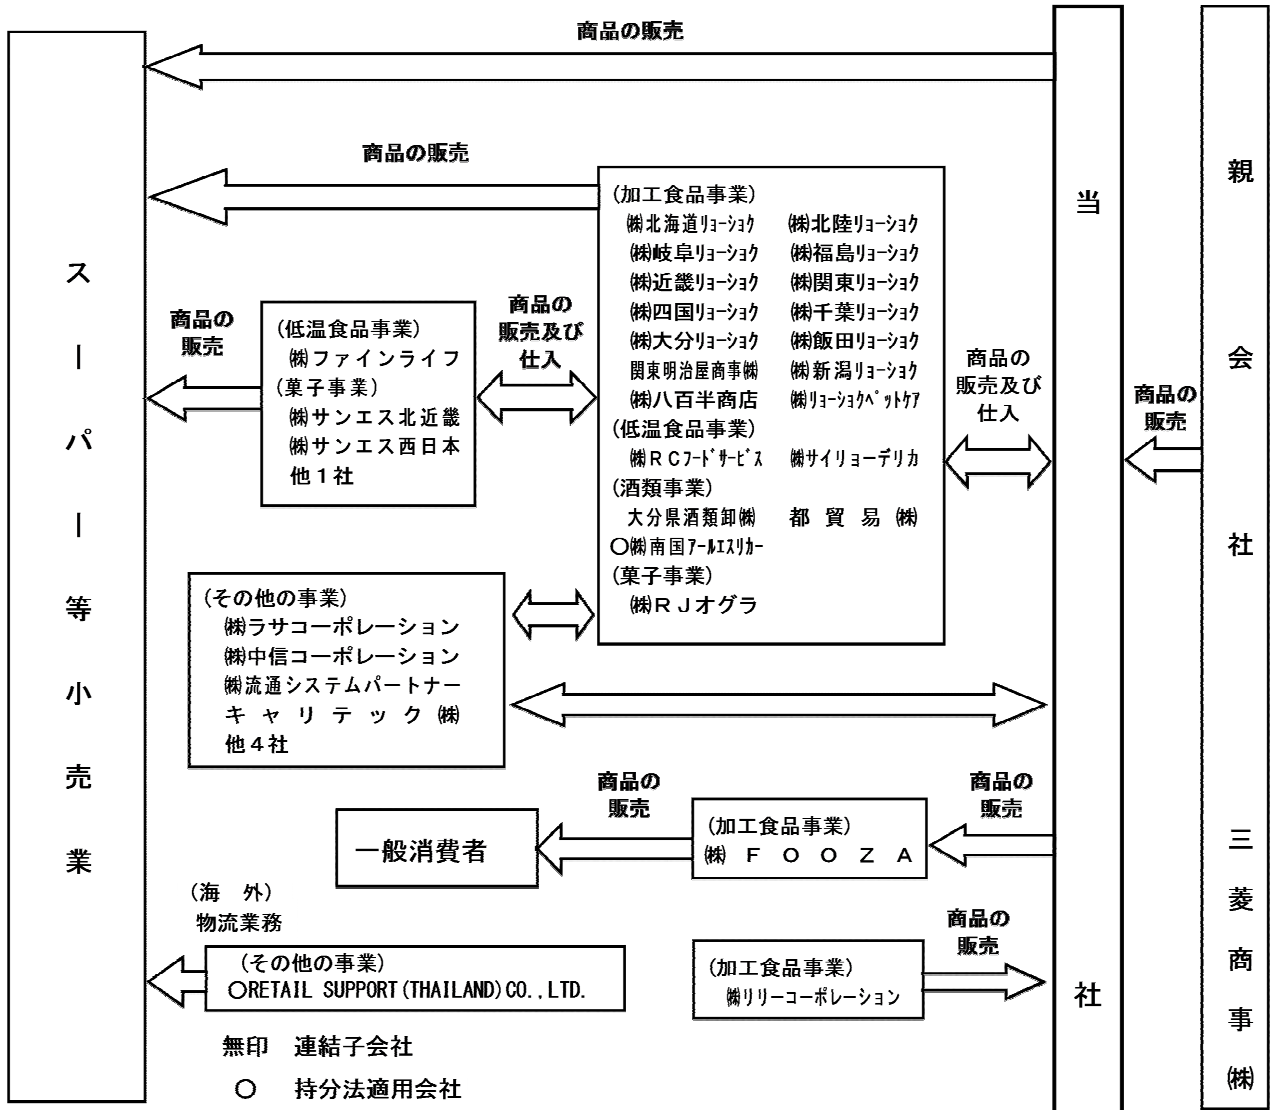 商品の販売
商品の販売
スーパー等小売業
当社
親会社 三菱商事㈱
(加工食品事業)
㈱北海道ﾘｮｰｼｮｸ ㈱北陸ﾘｮｰｼｮｸ
㈱岐阜ﾘｮｰｼｮｸ ㈱福島ﾘｮｰｼｮｸ
㈱近畿ﾘｮｰｼｮｸ ㈱関東ﾘｮｰｼｮｸ
㈱四国ﾘｮｰｼｮｸ ㈱千葉ﾘｮｰｼｮｸ
㈱大分ﾘｮｰｼｮｸ ㈱飯田ﾘｮｰｼｮｸ
関東明治屋商事㈱ ㈱新潟ﾘｮｰｼｮｸ
㈱八百半商店 ㈱ﾘｮｰｼｮｸﾍﾟｯﾄｹｱ
(低温食品事業)
㈱ＲＣﾌｰﾄﾞｻｰﾋﾞｽ ㈱サイリョーデリカ
(酒類事業)
大分県酒類卸㈱ 都貿易㈱
○㈱南国ｱｰﾙｴｽﾘｶｰ
(菓子事業)
㈱ＲＪオグラ
商品の
販売
(低温食品事業)
㈱ファインライフ
(菓子事業)
㈱サンエス北近畿
㈱サンエス西日本
他１社
商品の
販売及び
仕入
商品の
販売及び
仕入
商品の
販売
(その他の事業)
㈱ラサコーポレーション
㈱中信コーポレーション
㈱流通システムパートナー
キャリテック㈱
他４社
商品の
販売
商品の
販売
一般消費者
(加工食品事業)
㈱ＦＯＯＺＡ
(海　外)
物流業務
(その他の事業)
○RETAIL SUPPORT(THAILAND)CO.,LTD.
商品の
販売
(加工食品事業)
㈱リリーコーポレーション
無印　連結子会社
○　持分法適用会社